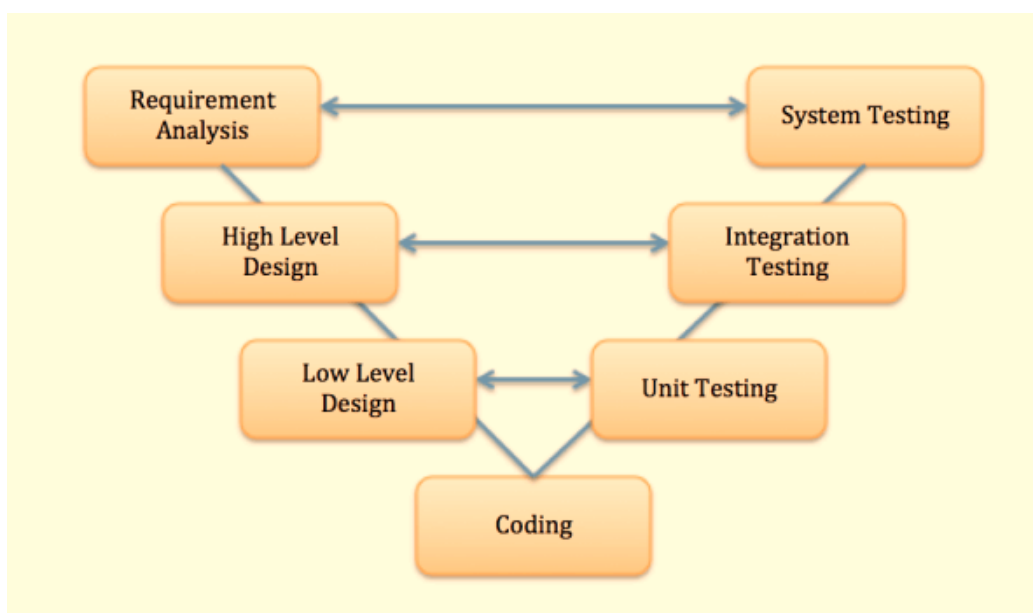 Requirement
Analysis
System Testing
High Level
Design
Integration
Testing
Low Level
Design
Unit Testing
Coding